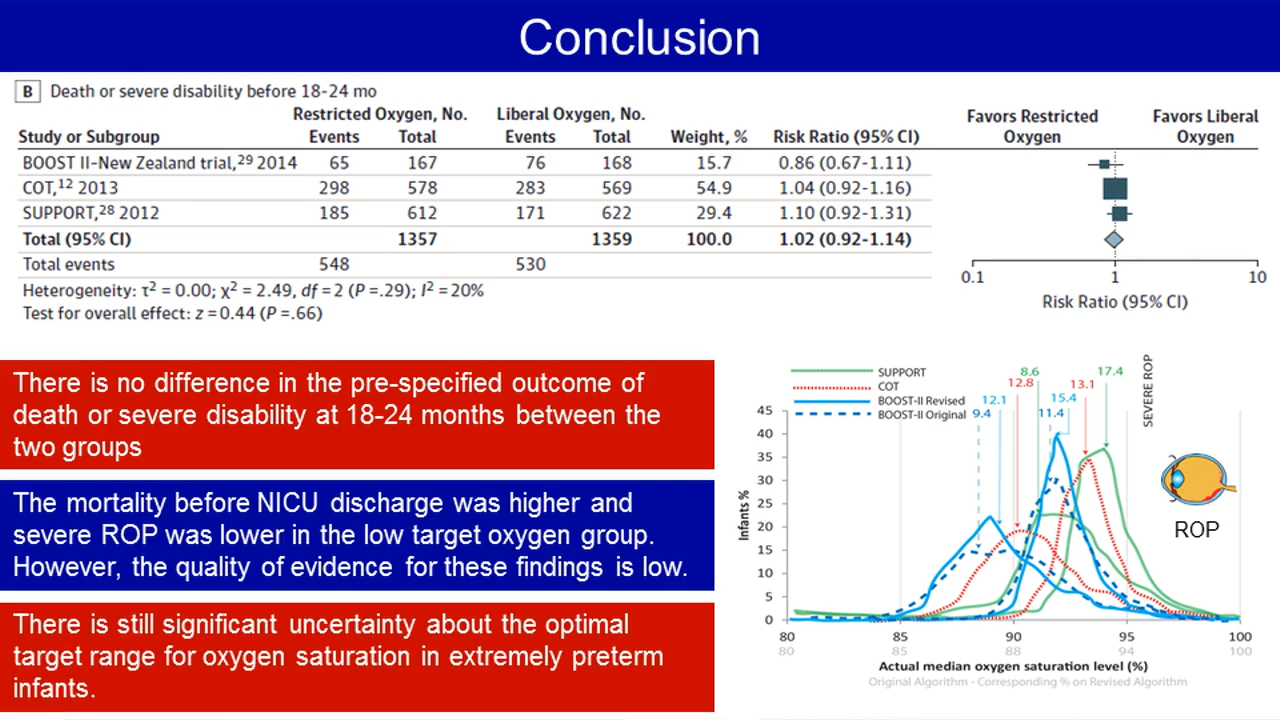 Conclusion
B Death or severe disability before 18-24 mo
Restricted Oxygen, No. Liberal Oxygen, No.
Study or Subgroup Events Total Events Total Weight, % Risk Ratio (95% CI)
BOOST II–New Zealand trial,29 2014 65 167 76 168 15.7 0.86 (0.67-1.11)
COT,12 2013 298 578 283 569 54.9 1.04 (0.92-1.16)
SUPPORT,28 2012 185 612 171 622 29.4 1.10 (0.92-1.31)
Total (95% CI) 1357 1359 100.0 1.02 (0.92-1.14)
Total events 548 530
Heterogeneity: τ2 = 0.00; χ2 = 2.49, df = 2 (P =.29); I2 = 20%
Test for overall effect: z = 0.44 (P =.66)
Favors Restricted Favors Liberal
Oxygen Oxygen
0.1 1 10
Risk Ratio (95% CI)
There is no difference in the pre-specified outcome of
death or severe disability at 18-24 months between the
two groups
The mortality before NICU discharge was higher and
severe ROP was lower in the low target oxygen group.
However, the quality of evidence for these findings is low.
There is still significant uncertainty about the optimal
target range for oxygen saturation in extremely preterm
infants.
SUPPORT 8.6 17.4
COT 12.8 13.1
BOOST-II Revised 12.1 15.4
BOOST-II Original 9.4 11.4
SEVERE ROP
45
40
35
30
25
20
15
10
5
0
Infants %
ROP
80 85 90 95 100
80 85 88 94 100
Actual median oxygen saturation level (%)
Original Algorithm - Corresponding % on Revised Algorithm